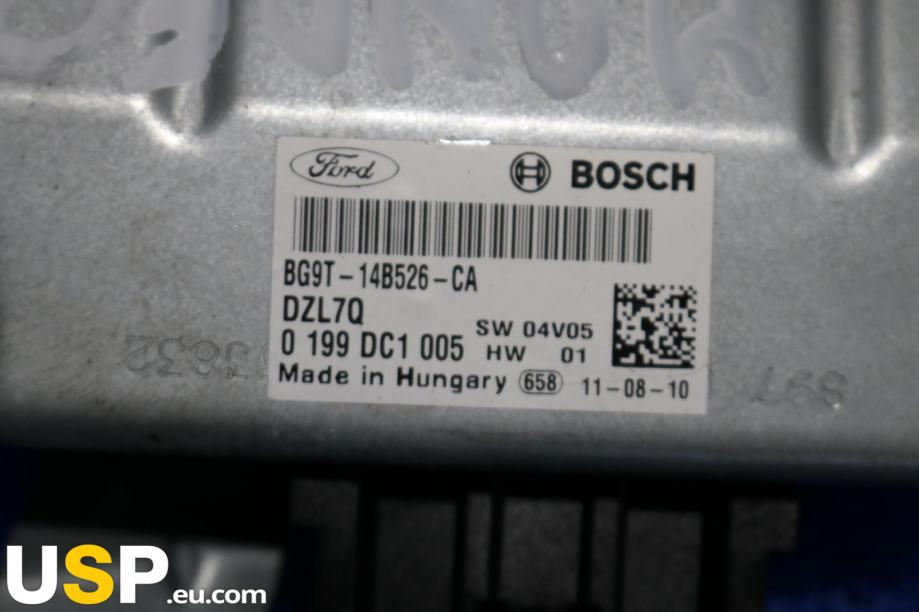 Ford BOSCH
BG9T-14B526-CA
DZL7Q
SW 04V05
0 199 DC1 005 HW 01
Made in Hungary 658 11-08-10
USP.eu.com